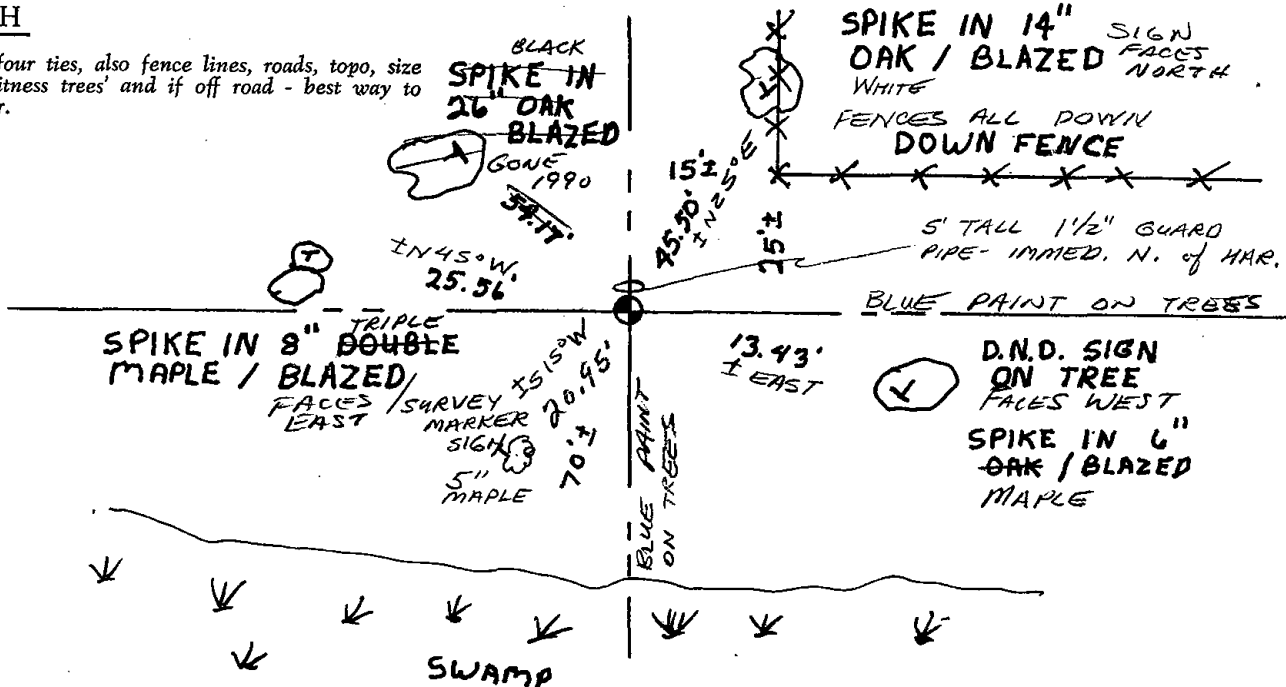 H
four ties, also fence lines, roads, topo, size
itness trees' and if off road - best way to
r.
BLACK
SPIKE IN
26" OAK
BLAZED
GONE
1990
54.17'
SPIKE IN 14"
OAK / BLAZED
WHITE
SIGN
FACES
NORTH
FENCES ALL DOWN
DOWN FENCE
15'±
45.50'
±N25°E
25'±
5' TALL 1 1/2" GUARD
PIPE- IMMED. N. of HAR.
±N45°W
25.56'
BLUE PAINT ON TREES
TRIPLE
SPIKE IN 8" DOUBLE
MAPLE / BLAZED /
FACES
EAST
SURVEY
MARKER
SIGN
5"
MAPLE
±S15°W
20.95'
70'±
BLUE PAINT
ON TREES
13.43'
± EAST
D.N.D. SIGN
ON TREE
FACES WEST
SPIKE IN 6"
OAK / BLAZED
MAPLE
SWAMP